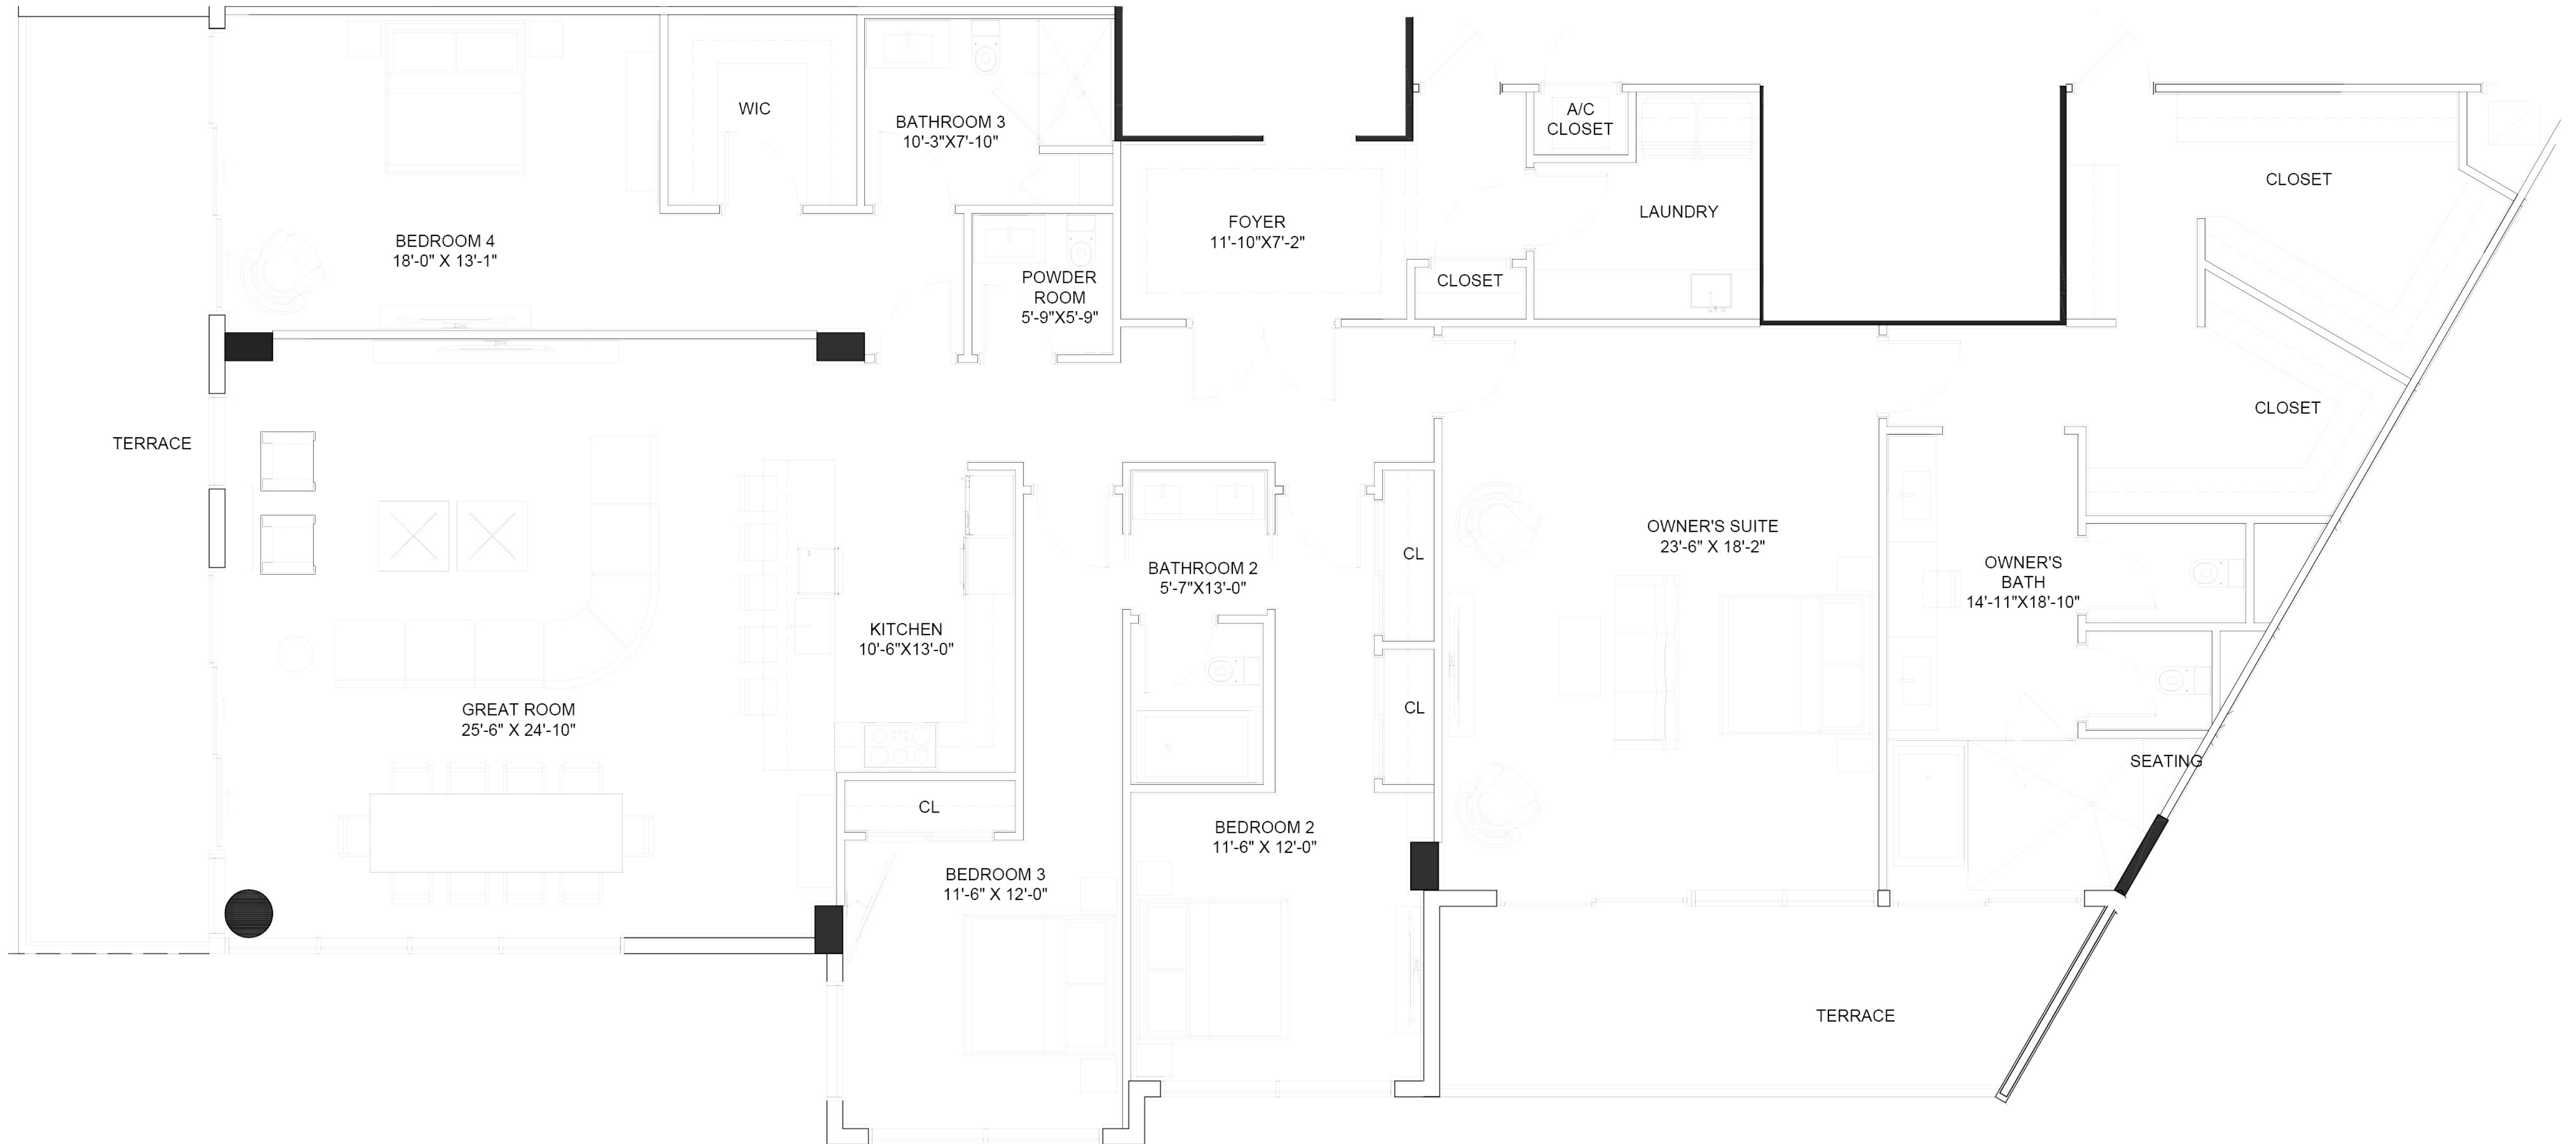 WIC
BATHROOM 3
10'-3"X7'-10"
A/C
CLOSET
CLOSET
LAUNDRY
FOYER
11'-10"X7'-2"
BEDROOM 4
18'-0" X 13'-1"
POWDER
ROOM
5'-9"X5'-9"
CLOSET
CLOSET
TERRACE
OWNER'S SUITE
23'-6" X 18'-2"
CL
BATHROOM 2
5'-7"X13'-0"
OWNER'S
BATH
14'-11"X18'-10"
KITCHEN
10'-6"X13'-0"
GREAT ROOM
25'-6" X 24'-10"
CL
SEATING
CL
BEDROOM 2
11'-6" X 12'-0"
BEDROOM 3
11'-6" X 12'-0"
TERRACE